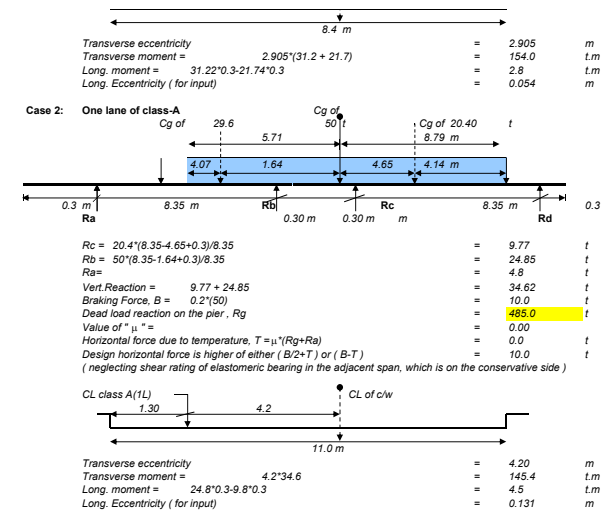 8.4 m
Transverse eccentricity = 2.905 m
Transverse moment = 2.905*(31.2 + 21.7) = 154.0 t.m
Long. moment = 31.22*0.3-21.74*0.3 = 2.8 t.m
Long. Eccentricity ( for input) = 0.054 m
Case 2: One lane of class-A Cg of
Cg of 29.6 50 t Cg of 20.40 t
5.71 8.79 m
4.07 1.64 4.65 4.14 m
0.3 m 8.35 m Rb Rc 8.35 m 0.3
Ra 0.30 m 0.30 m m Rd
Rc = 20.4*(8.35-4.65+0.3)/8.35 = 9.77 t
Rb = 50*(8.35-1.64+0.3)/8.35 = 24.85 t
Ra= = 4.8 t
Vert.Reaction = 9.77 + 24.85 = 34.62 t
Braking Force, B = 0.2*(50) = 10.0 t
Dead load reaction on the pier , Rg = 485.0 t
Value of " μ " = = 0.00
Horizontal force due to temperature, T =μ*(Rg+Ra) = 0.0 t
Design horizontal force is higher of either ( B/2+T ) or ( B-T ) = 10.0 t
( neglecting shear rating of elastomeric bearing in the adjacent span, which is on the conservative side )
CL class A(1L) CL of c/w
1.30 4.2
11.0 m
Transverse eccentricity = 4.20 m
Transverse moment = 4.2*34.6 = 145.4 t.m
Long. moment = 24.8*0.3-9.8*0.3 = 4.5 t.m
Long. Eccentricity ( for input) = 0.131 m